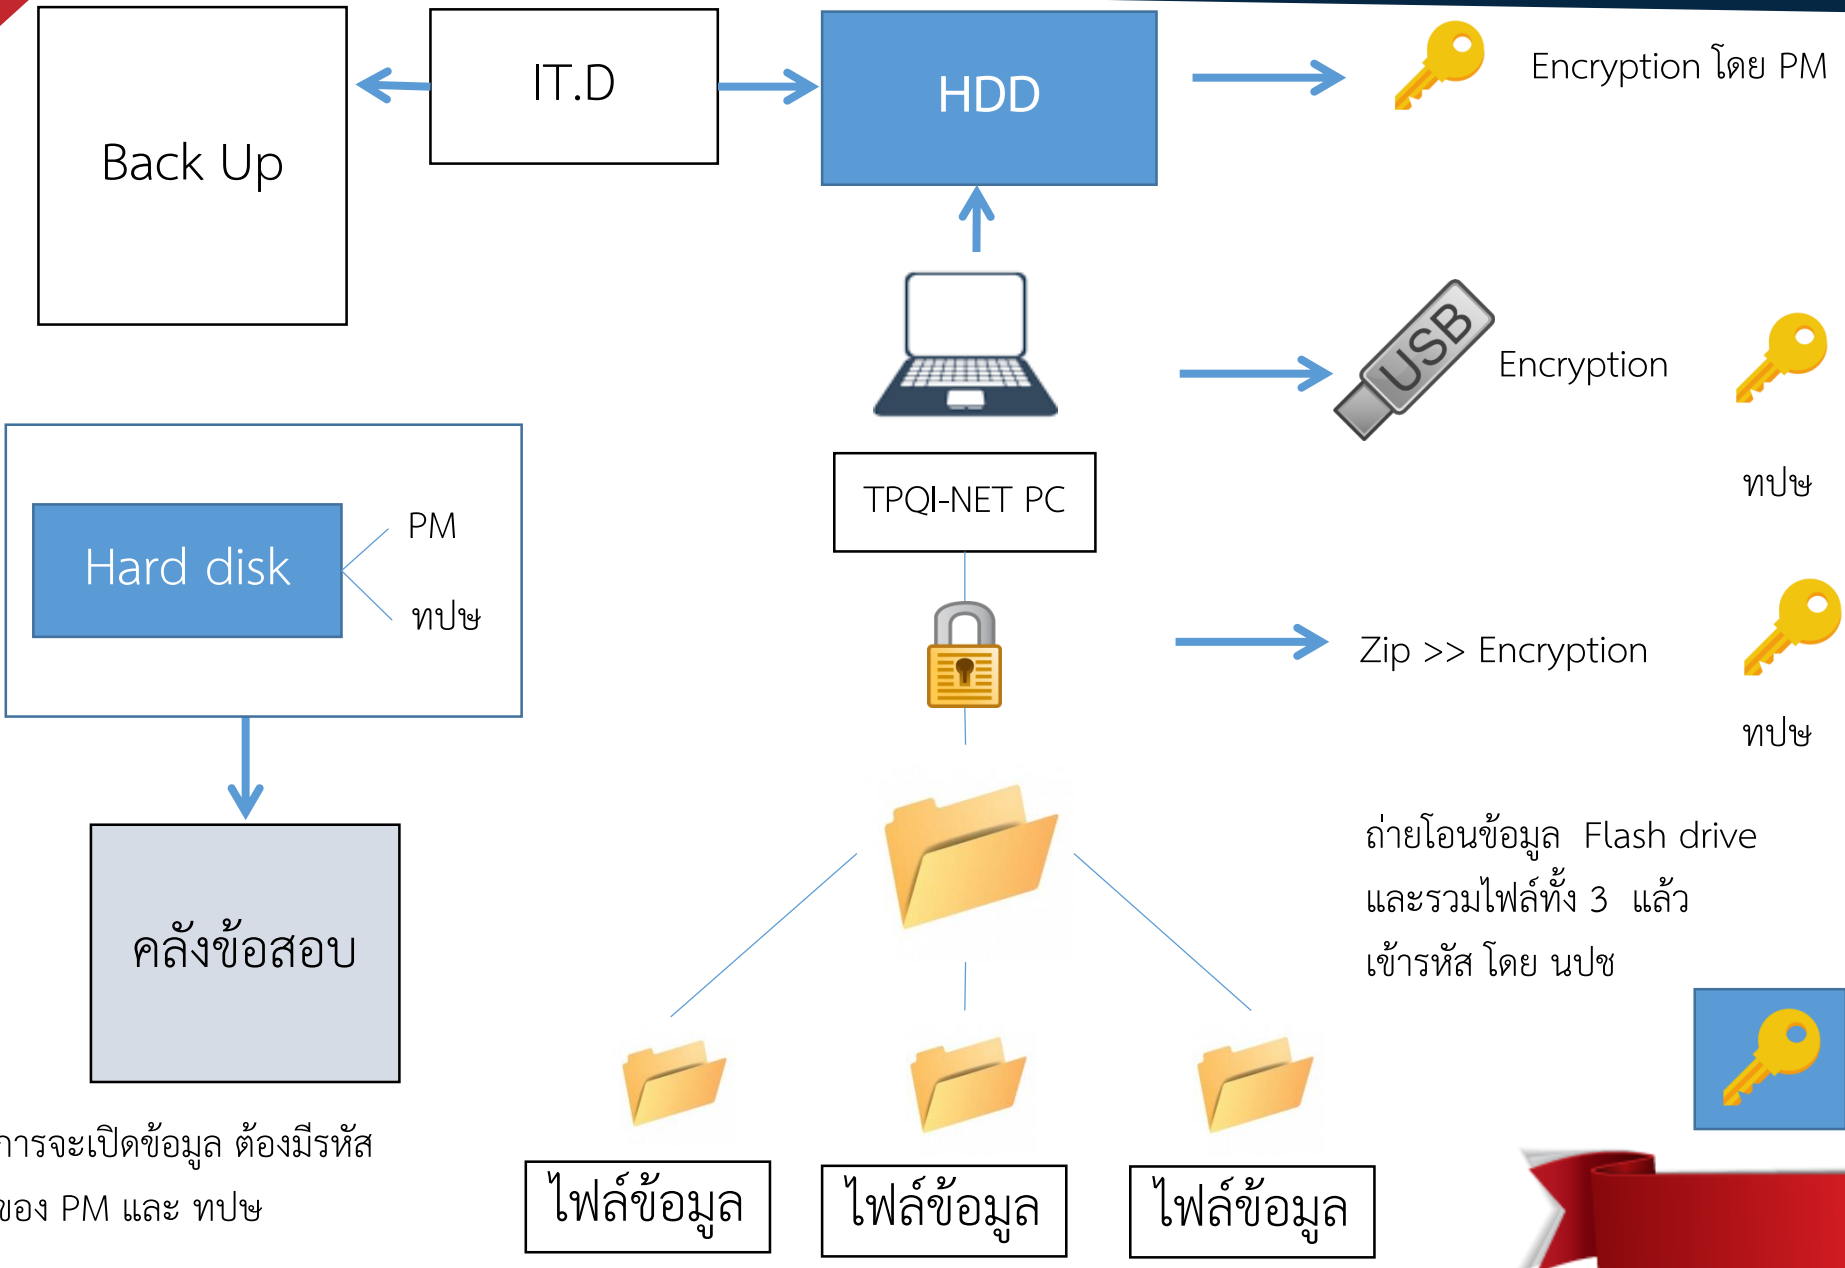 Back Up
IT.D
HDD
Encryption โดย PM
USB
Encryption
ทปษ
TPQI-NET PC
Hard disk
PM
ทปษ
Zip >> Encryption
ทปษ
ถ่ายโอนข้อมูล Flash drive
และรวมไฟล์ทั้ง 3 แล้ว
เข้ารหัส โดย นปช
คลังข้อสอบ
การจะเปิดข้อมูล ต้องมีรหัส
ของ PM และ ทปษ
ไฟล์ข้อมูล
ไฟล์ข้อมูล
ไฟล์ข้อมูล